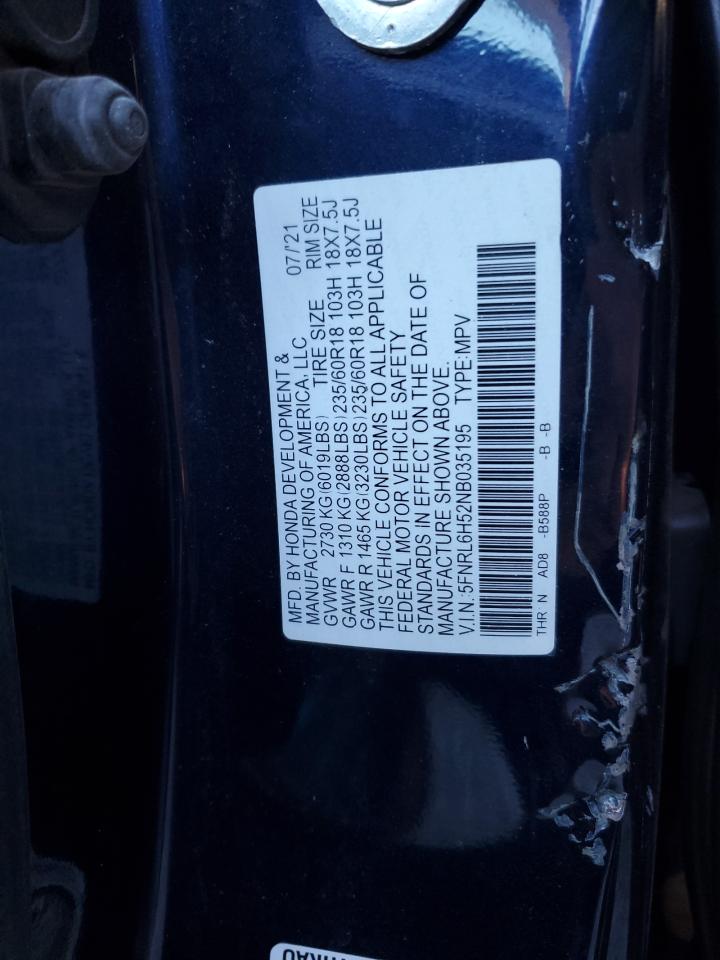 MFD. BY HONDA DEVELOPMENT & 07/'21
MANUFACTURING OF AMERICA, LLC
GVWR 2730 KG(6019LBS) TIRE SIZE RIM SIZE
GAWR F 1310 KG(2888LBS)235/60R18 103H 18X7.5J
GAWR R 1465 KG(3230LBS)235/60R18 103H 18X7.5J
THIS VEHICLE CONFORMS TO ALL APPLICABLE
FEDERAL MOTOR VEHICLE SAFETY
STANDARDS IN EFFECT ON THE DATE OF
MANUFACTURE SHOWN ABOVE.
V.I.N.:5FNRL6H52NB035195 TYPE:MPV
THR: N AD8 -B588P -B -B